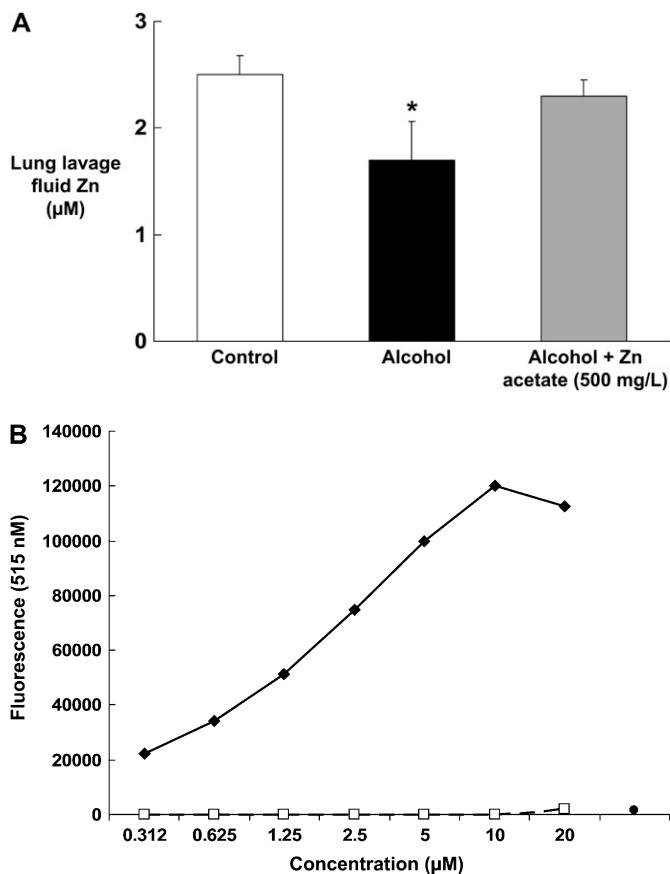 A
3
2
1
0
Lung lavage
fluid Zn
(µM)
*
Control
Alcohol
Alcohol + Zn
acetate (500 mg/L)
B
140000
120000
100000
80000
60000
40000
20000
0
Fluorescence (515 nM)
0.312 0.625 1.25 2.5 5 10 20
Concentration (µM)